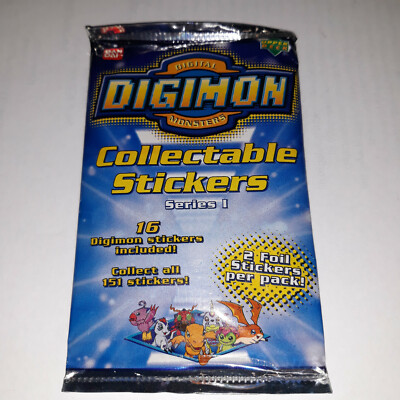 DIGITAL
DIGIMON
MONSTERS
Collectable
Stickers
Series 1
16
Digimon stickers
included!
Collect all
151 stickers!
2 Foil
Stickers
per pack!